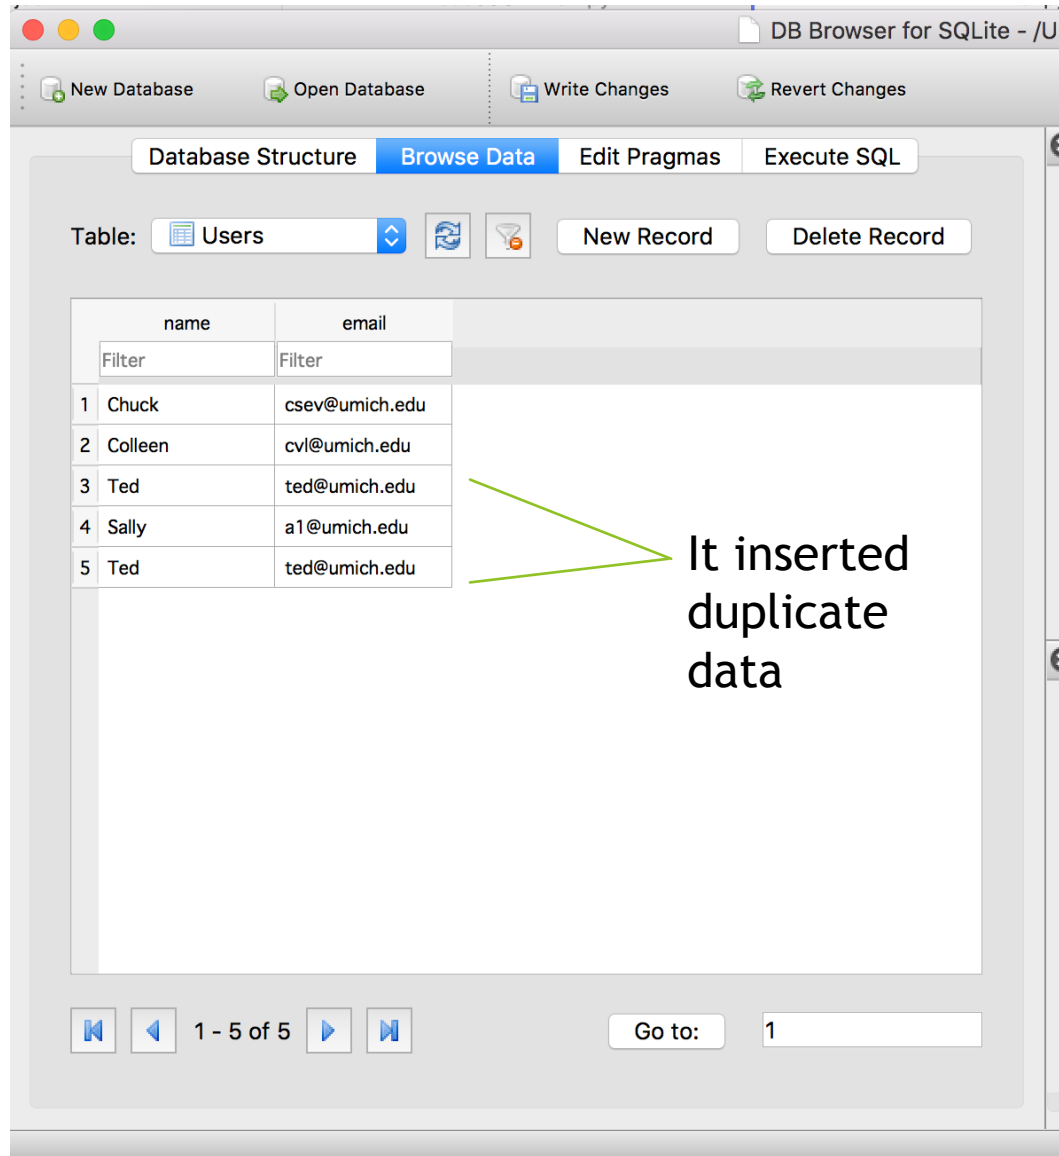 DB Browser for SQLite - /U
New Database Open Database Write Changes Revert Changes
Database Structure Browse Data Edit Pragmas Execute SQL
Table: Users New Record Delete Record
name email
Filter Filter
1 Chuck csev@umich.edu
2 Colleen cvl@umich.edu
3 Ted ted@umich.edu
4 Sally a1@umich.edu
5 Ted ted@umich.edu
It inserted
duplicate
data
1 - 5 of 5 Go to: 1